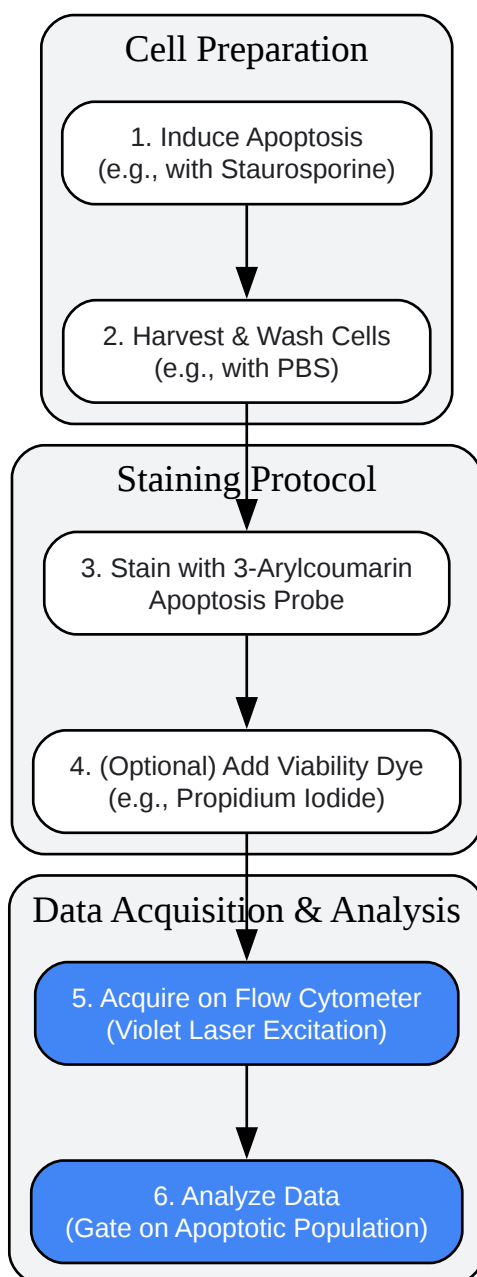 Cell Preparation
1. Induce Apoptosis
(e.g., with Staurosporine)
2. Harvest & Wash Cells
(e.g., with PBS)
Staining Protocol
3. Stain with 3-Arylcoumarin
Apoptosis Probe
4. (Optional) Add Viability Dye
(e.g., Propidium Iodide)
Data Acquisition & Analysis
5. Acquire on Flow Cytometer
(Violet Laser Excitation)
6. Analyze Data
(Gate on Apoptotic Population)